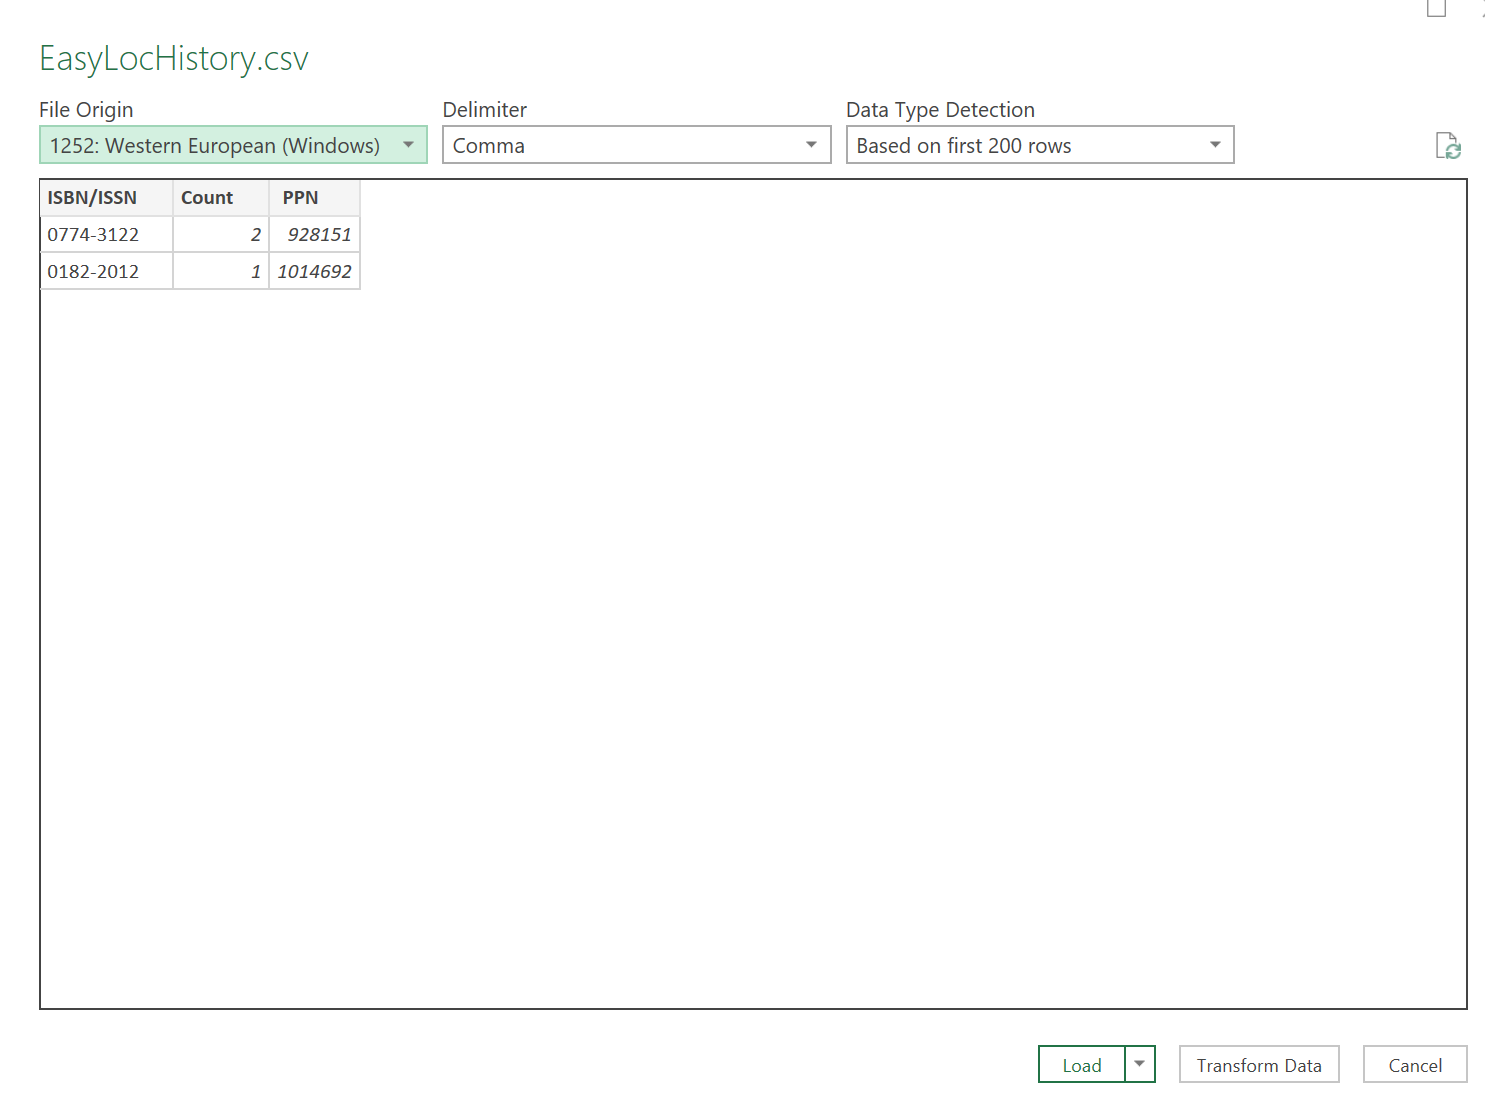 EasyLocHistory.csv
File Origin Delimiter Data Type Detection
1252: Western European (Windows) Comma Based on first 200 rows
ISBN/ISSN Count PPN
0774-3122 2 928151
0182-2012 1 1014692
Load Transform Data Cancel